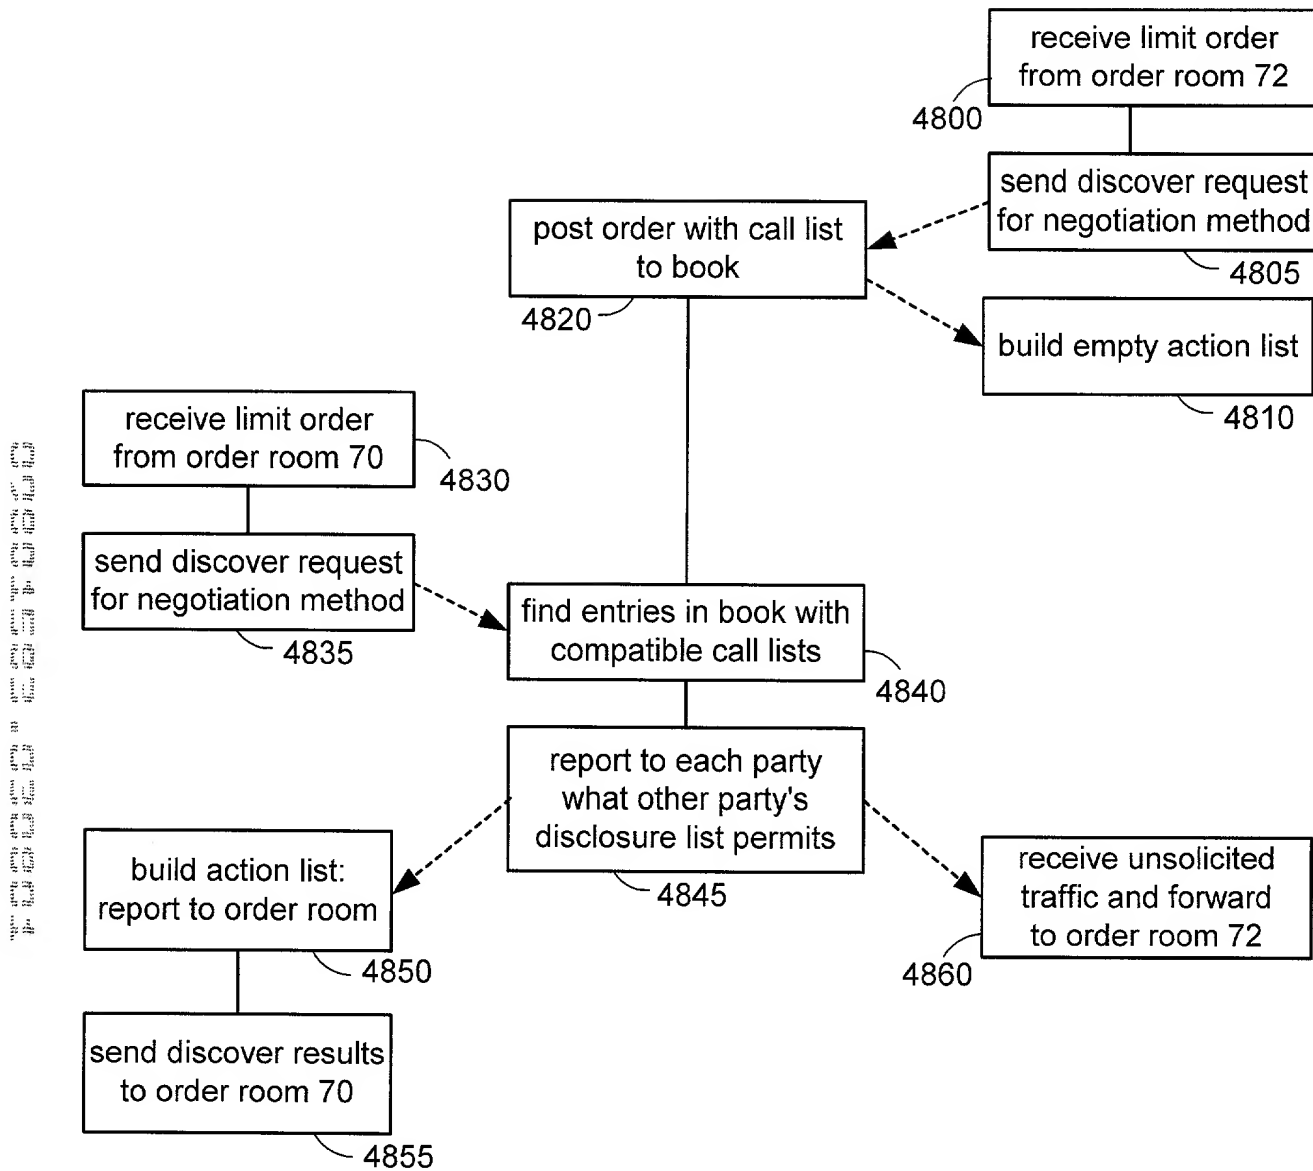 receive limit order
from order room 72
4800
send discover request
for negotiation method
4805
post order with call list
to book
4820
build empty action list
4810
receive limit order
from order room 70
4830
send discover request
for negotiation method
4835
find entries in book with
compatible call lists
4840
report to each party
what other party's
disclosure list permits
4845
build action list:
report to order room
4850
receive unsolicited
traffic and forward
to order room 72
4860
send discover results
to order room 70
4855